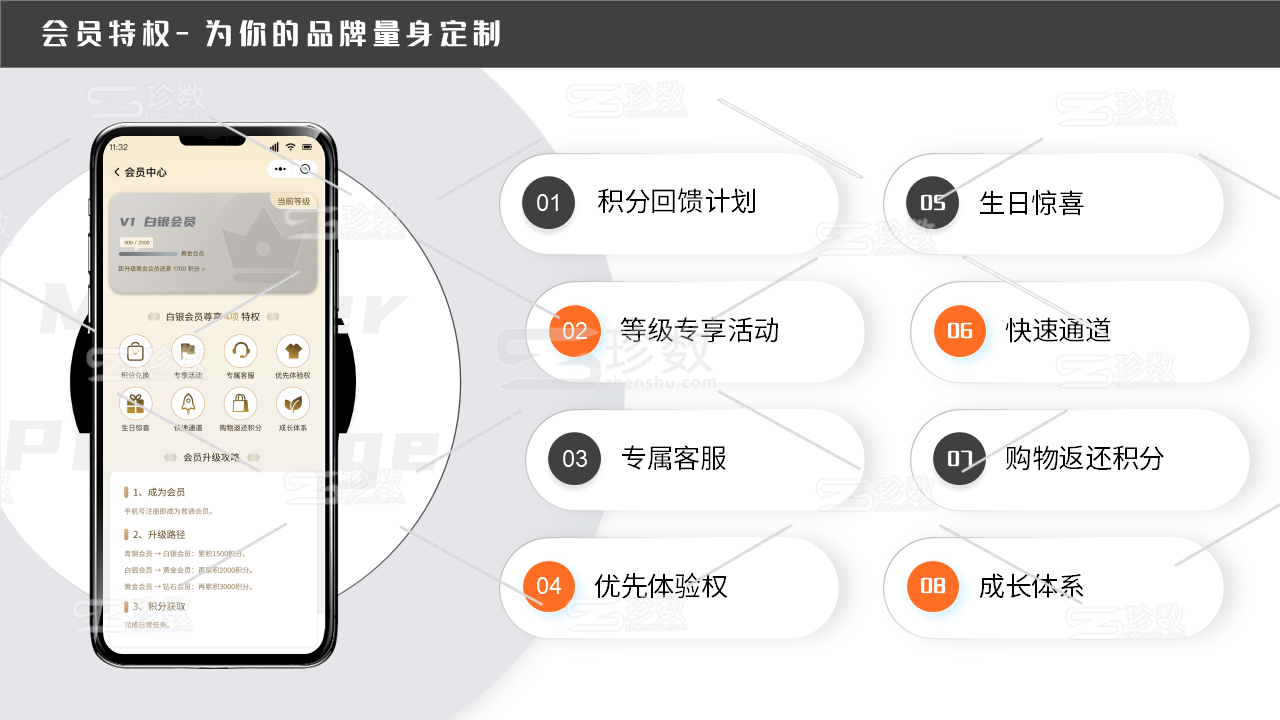 会员特权- 为你的品牌量身定制
11:32
会员中心
当前等级
V1 白银会员
300 / 2000
黄金会员
距升级黄金会员还差 1700 积分 >
白银会员尊享 4项 特权
积分兑换 专享活动 专属客服 优先体验权
生日惊喜 快速通道 购物返还积分 成长体系
会员升级攻略
1、成为会员
手机号注册即成为普通会员。
2、升级路径
青铜会员 → 白银会员：累积1500积分。
白银会员 → 黄金会员：再累积2000积分。
黄金会员 → 钻石会员：再累积3000积分。
3、积分获取
完成日常任务。
01 积分回馈计划
02 等级专享活动
03 专属客服
04 优先体验权
05 生日惊喜
06 快速通道
07 购物返还积分
08 成长体系
珍数
zhenshu.com